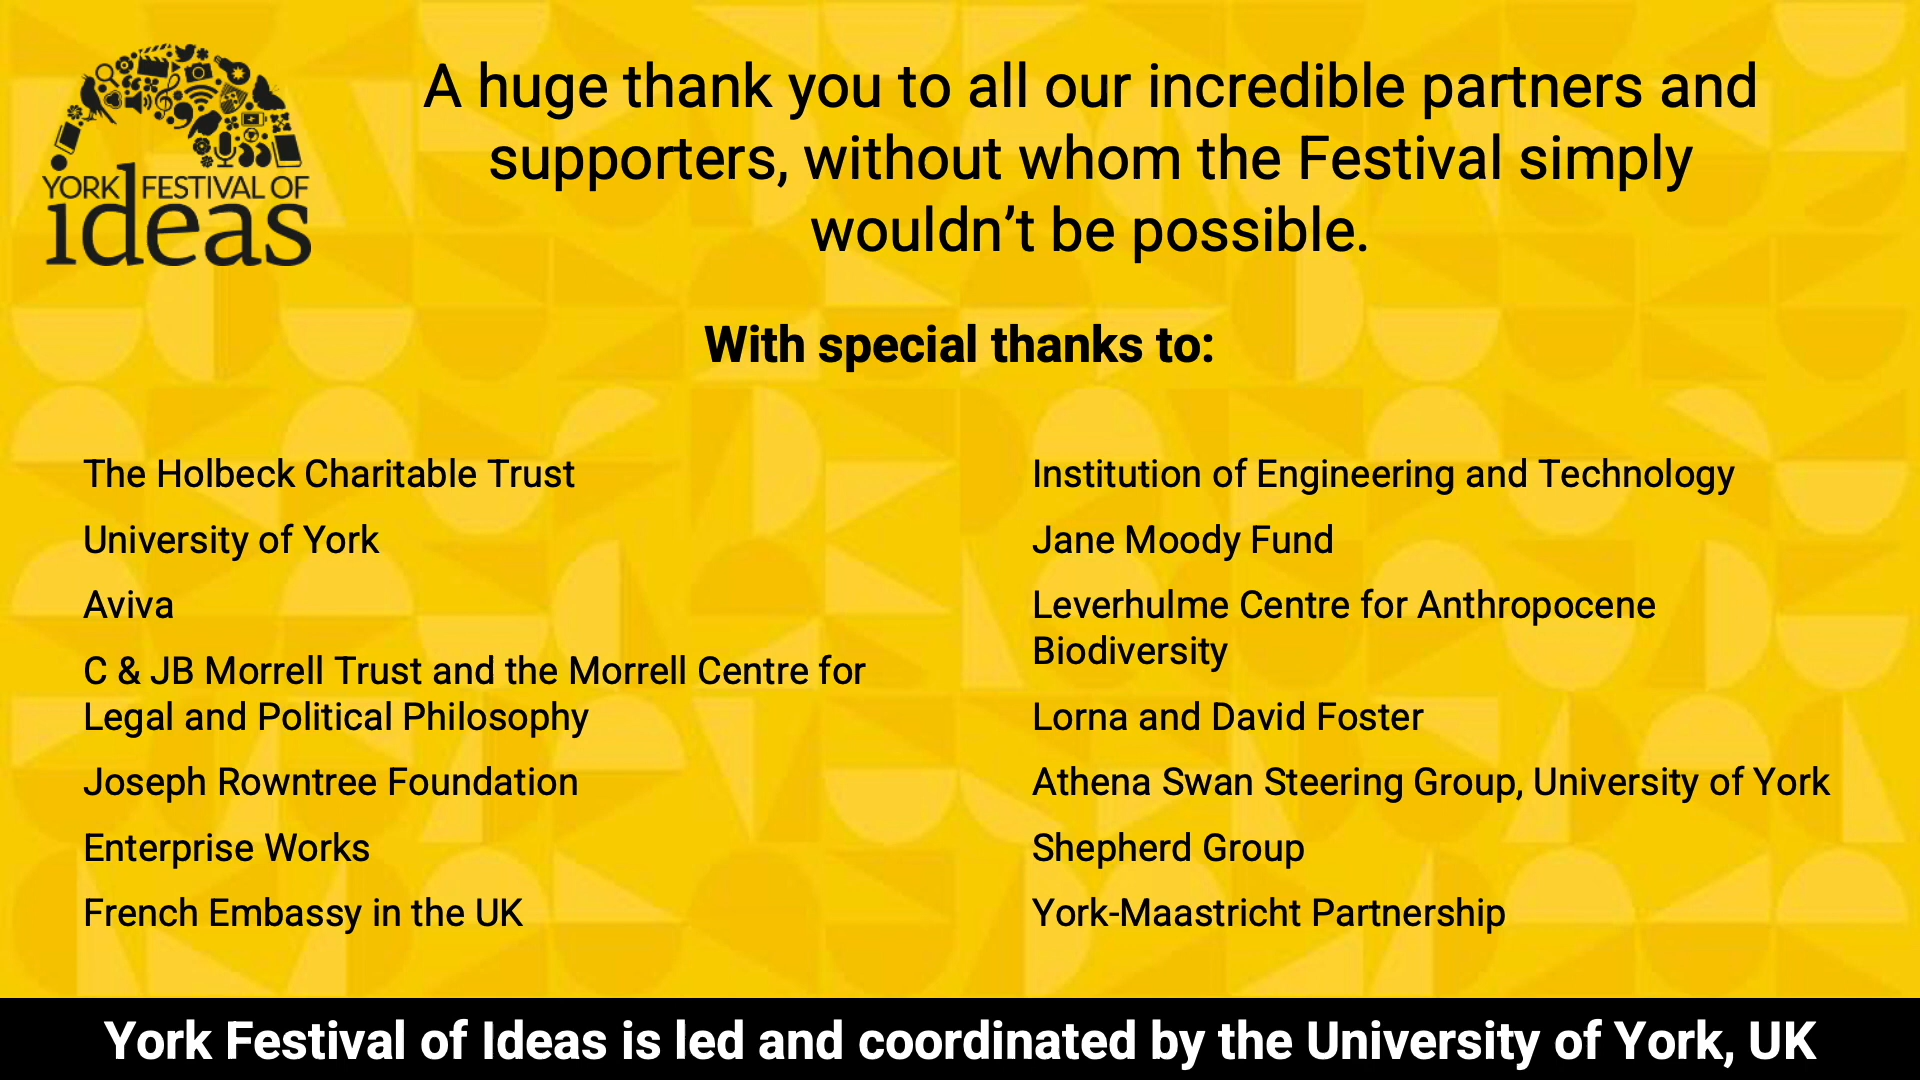 YORK FESTIVAL OF
ideas
A huge thank you to all our incredible partners and
supporters, without whom the Festival simply
wouldn’t be possible.
With special thanks to:
The Holbeck Charitable Trust
University of York
Aviva
C & JB Morrell Trust and the Morrell Centre for
Legal and Political Philosophy
Joseph Rowntree Foundation
Enterprise Works
French Embassy in the UK
Institution of Engineering and Technology
Jane Moody Fund
Leverhulme Centre for Anthropocene
Biodiversity
Lorna and David Foster
Athena Swan Steering Group, University of York
Shepherd Group
York-Maastricht Partnership
York Festival of Ideas is led and coordinated by the University of York, UK